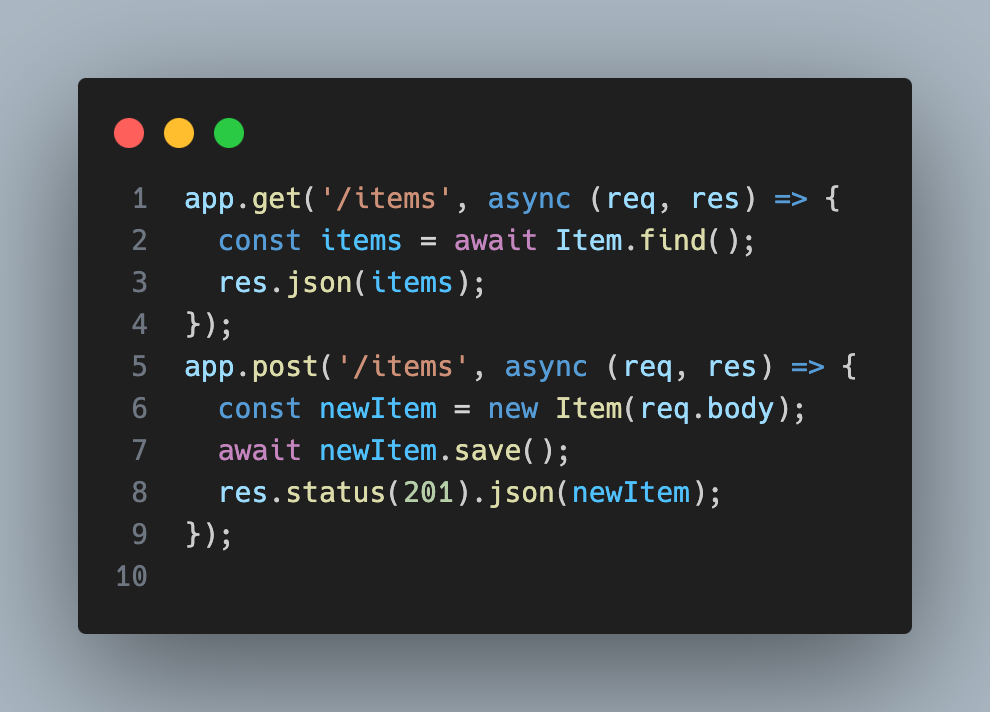 1 app.get('/items', async (req, res) => {
2   const items = await Item.find();
3   res.json(items);
4 });
5 app.post('/items', async (req, res) => {
6   const newItem = new Item(req.body);
7   await newItem.save();
8   res.status(201).json(newItem);
9 });
10